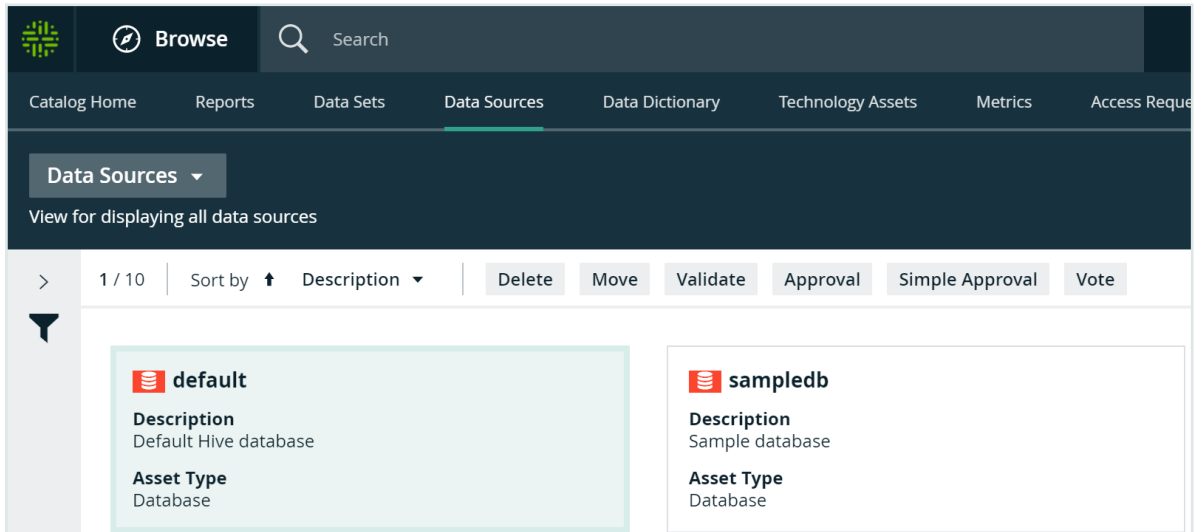 Browse
Search
Catalog Home Reports Data Sets Data Sources Data Dictionary Technology Assets Metrics Access Reque
Data Sources
View for displaying all data sources
1 / 10 Sort by Description Delete Move Validate Approval Simple Approval Vote
default
Description
Default Hive database
Asset Type
Database
sampledb
Description
Sample database
Asset Type
Database